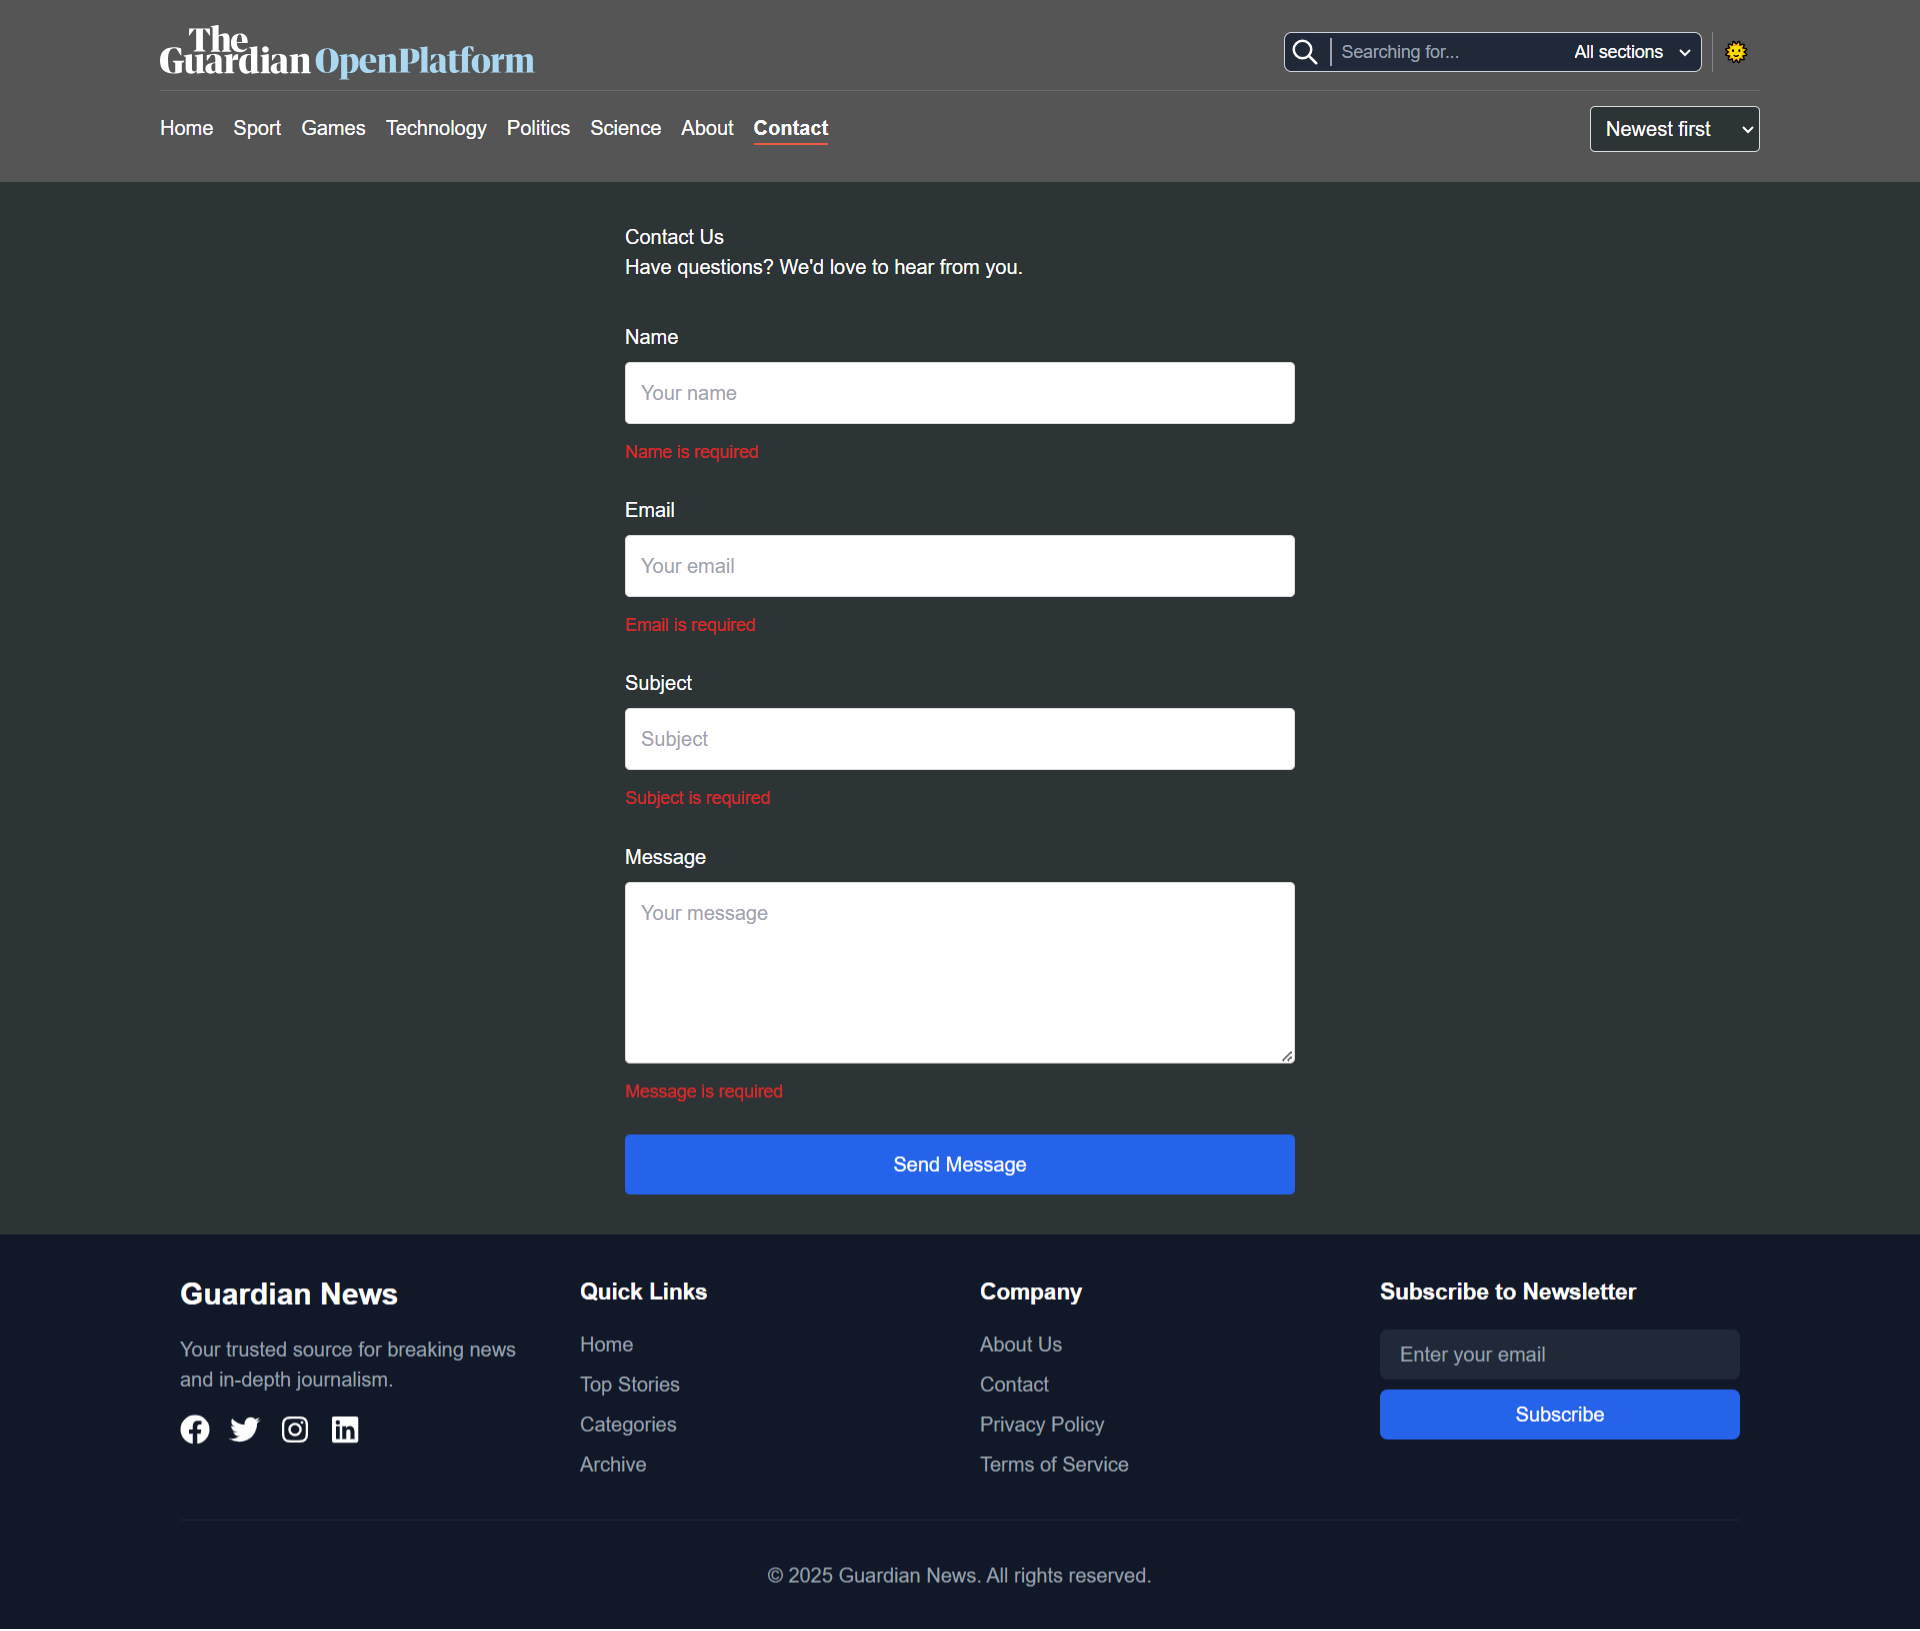 The
Guardian OpenPlatform
Searching for... All sections
Home Sport Games Technology Politics Science About Contact
Newest first
Contact Us
Have questions? We'd love to hear from you.
Name
Your name
Name is required
Email
Your email
Email is required
Subject
Subject
Subject is required
Message
Your message
Message is required
Send Message
Guardian News
Your trusted source for breaking news
and in-depth journalism.
Quick Links
Home
Top Stories
Categories
Archive
Company
About Us
Contact
Privacy Policy
Terms of Service
Subscribe to Newsletter
Enter your email
Subscribe
© 2025 Guardian News. All rights reserved.